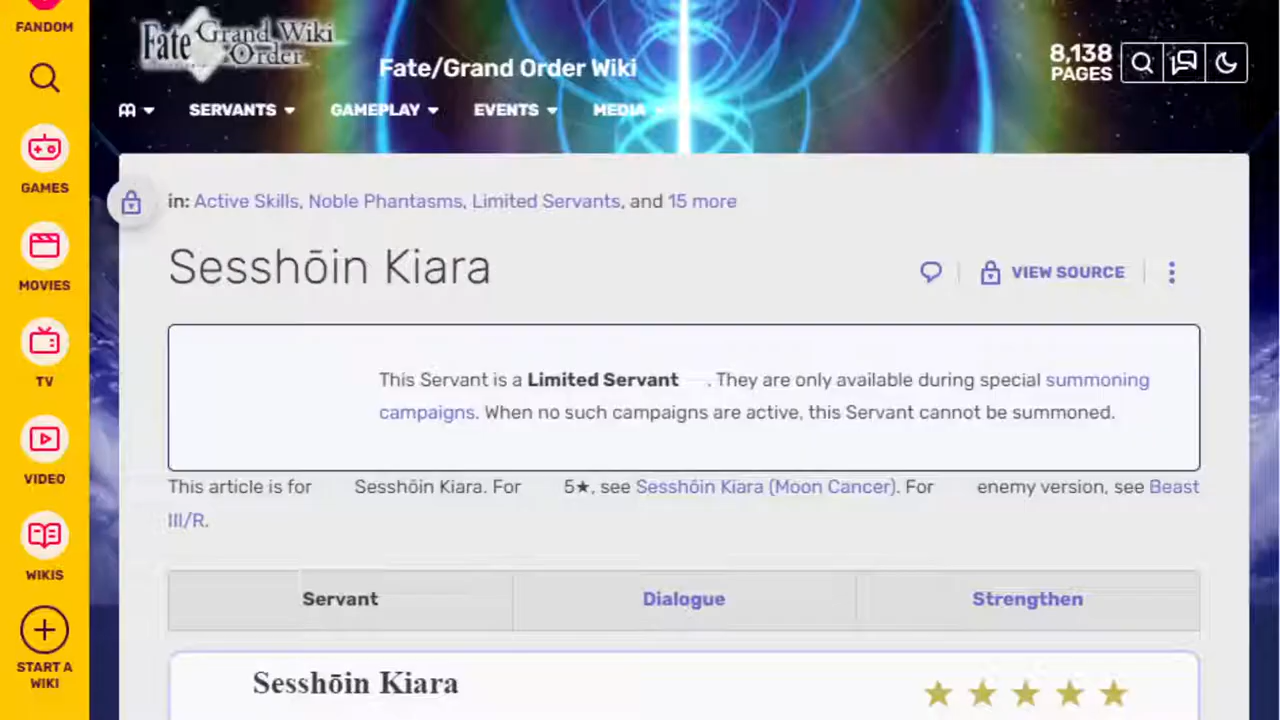 FANDOM
GAMES
MOVIES
TV
VIDEO
WIKIS
START A
WIKI
Fate Grand Wiki
Order
Fate/Grand Order Wiki
8,138
PAGES
SERVANTS
GAMEPLAY
EVENTS
MEDIA
in: Active Skills, Noble Phantasms, Limited Servants, and 15 more
Sesshōin Kiara
VIEW SOURCE
This Servant is a Limited Servant . They are only available during special summoning
campaigns. When no such campaigns are active, this Servant cannot be summoned.
This article is for Sesshōin Kiara. For 5★, see Sesshōin Kiara (Moon Cancer). For enemy version, see Beast
III/R.
Servant
Dialogue
Strengthen
Sesshōin Kiara